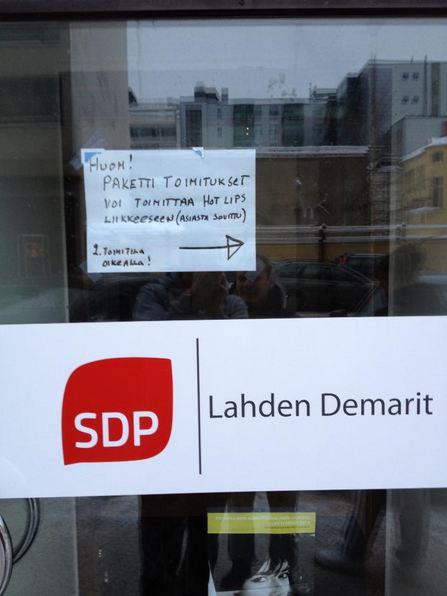 HUOM!
PAKETTI TOIMITUKSET
VOI TOIMITTAA HOT LIPS
LIIKKEESEEN (ASIASTA SOVITTU)
2. TOIMITILA
OIKEALLA!
SDP
Lahden Demarit